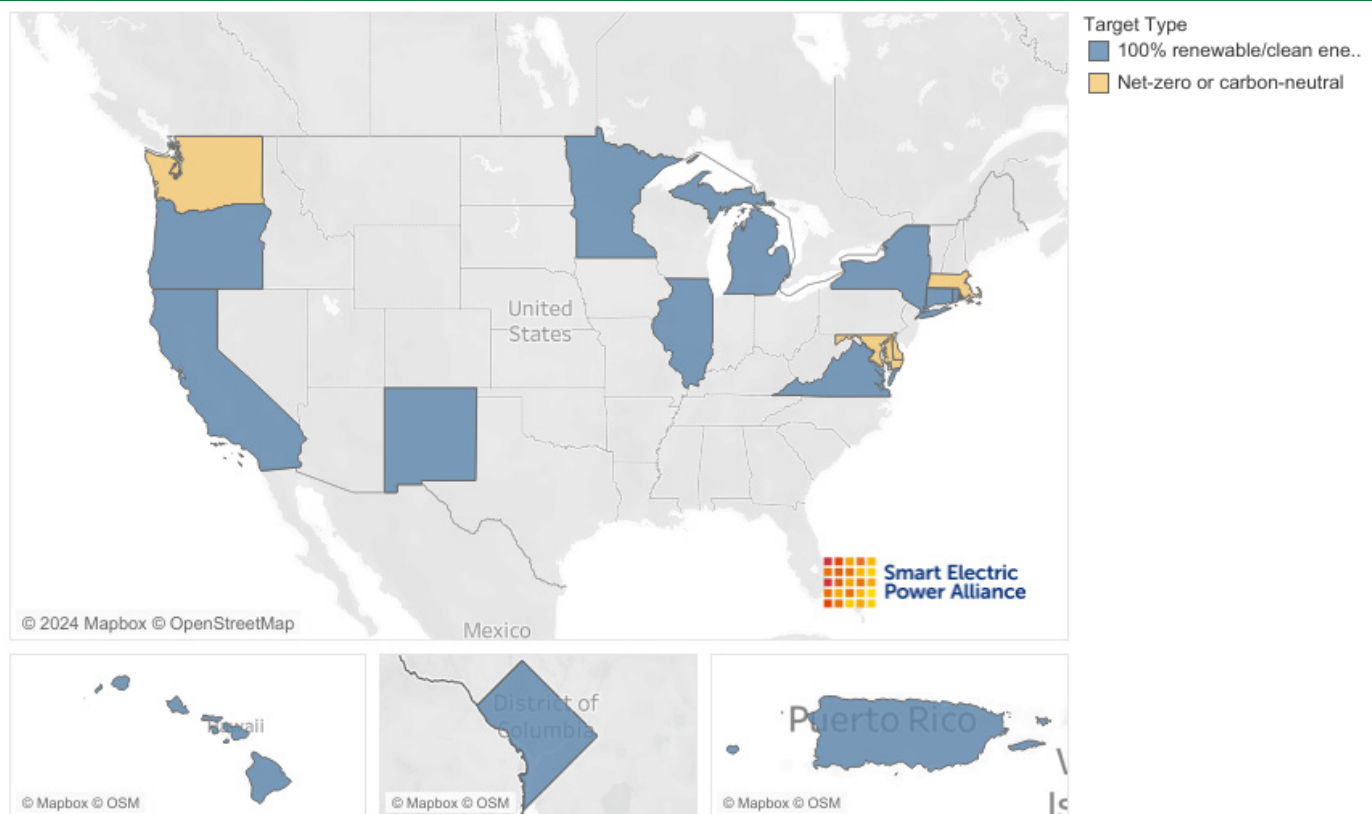 Target Type
100% renewable/clean ene..
Net-zero or carbon-neutral
United
States
Smart Electric
Power Alliance
© 2024 Mapbox © OpenStreetMap
Mexico
Hawaii
© Mapbox © OSM
District of
Columbia
© Mapbox © OSM
Puerto Rico
© Mapbox © OSM